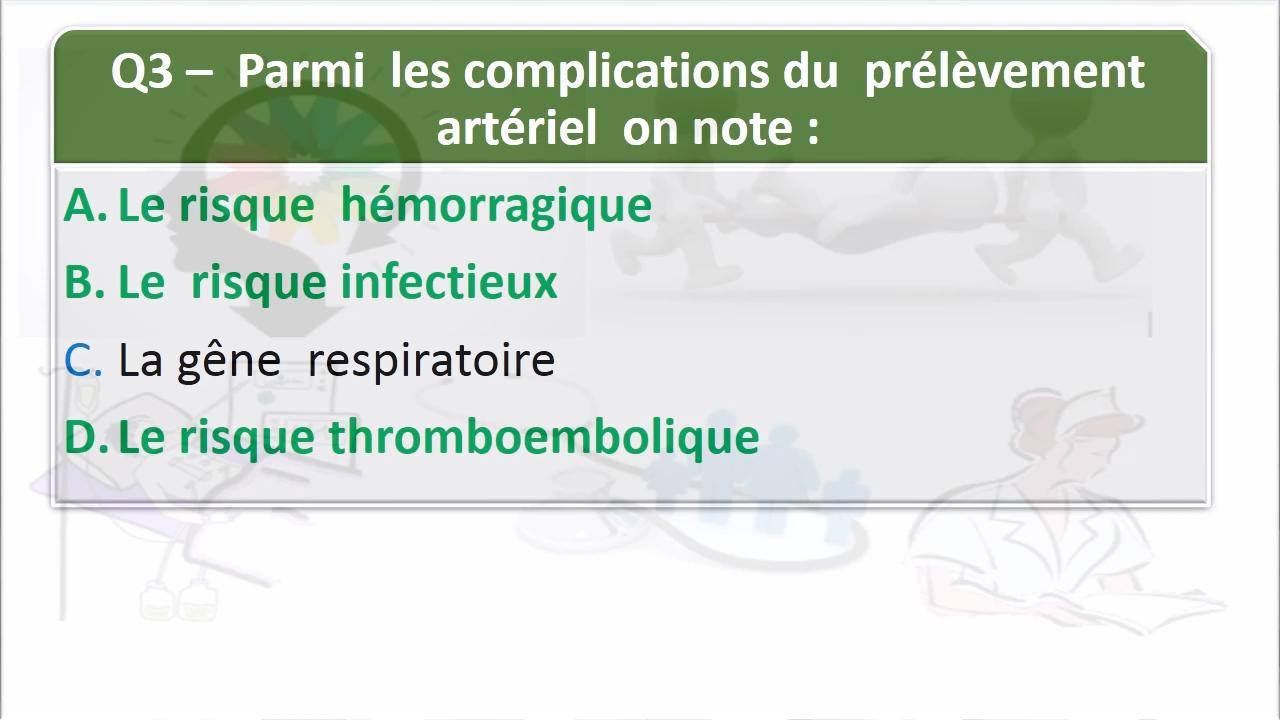 Q3 – Parmi les complications du prélèvement
artériel on note :
A. Le risque hémorragique
B. Le risque infectieux
C. La gêne respiratoire
D. Le risque thromboembolique